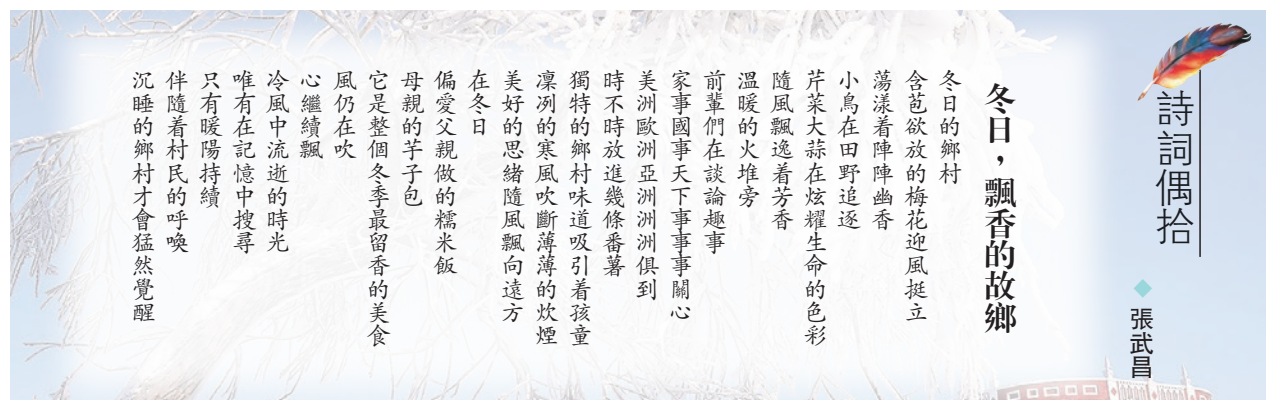 詩詞偶拾
◆張武昌
冬日，飄香的故鄉
冬日的鄉村
含苞欲放的梅花迎風挺立
蕩漾着陣陣幽香
小鳥在田野追逐
芹菜大蒜在炫耀生命的色彩
隨風飄逸着芳香
溫暖的火堆旁
前輩們在談論趣事
家事國事天下事事事關心
美洲歐洲亞洲洲洲俱到
時不時放進幾條番薯
獨特的鄉村味道吸引着孩童
凜冽的寒風吹斷薄薄的炊煙
美好的思緒隨風飄向遠方
在冬日
偏愛父親做的糯米飯
母親的芋子包
它是整個冬季最留香的美食
風仍在吹
心繼續飄
冷風中流逝的時光
唯有在記憶中搜尋
只有暖陽持續
伴隨着村民的呼喚
沉睡的鄉村才會猛然覺醒